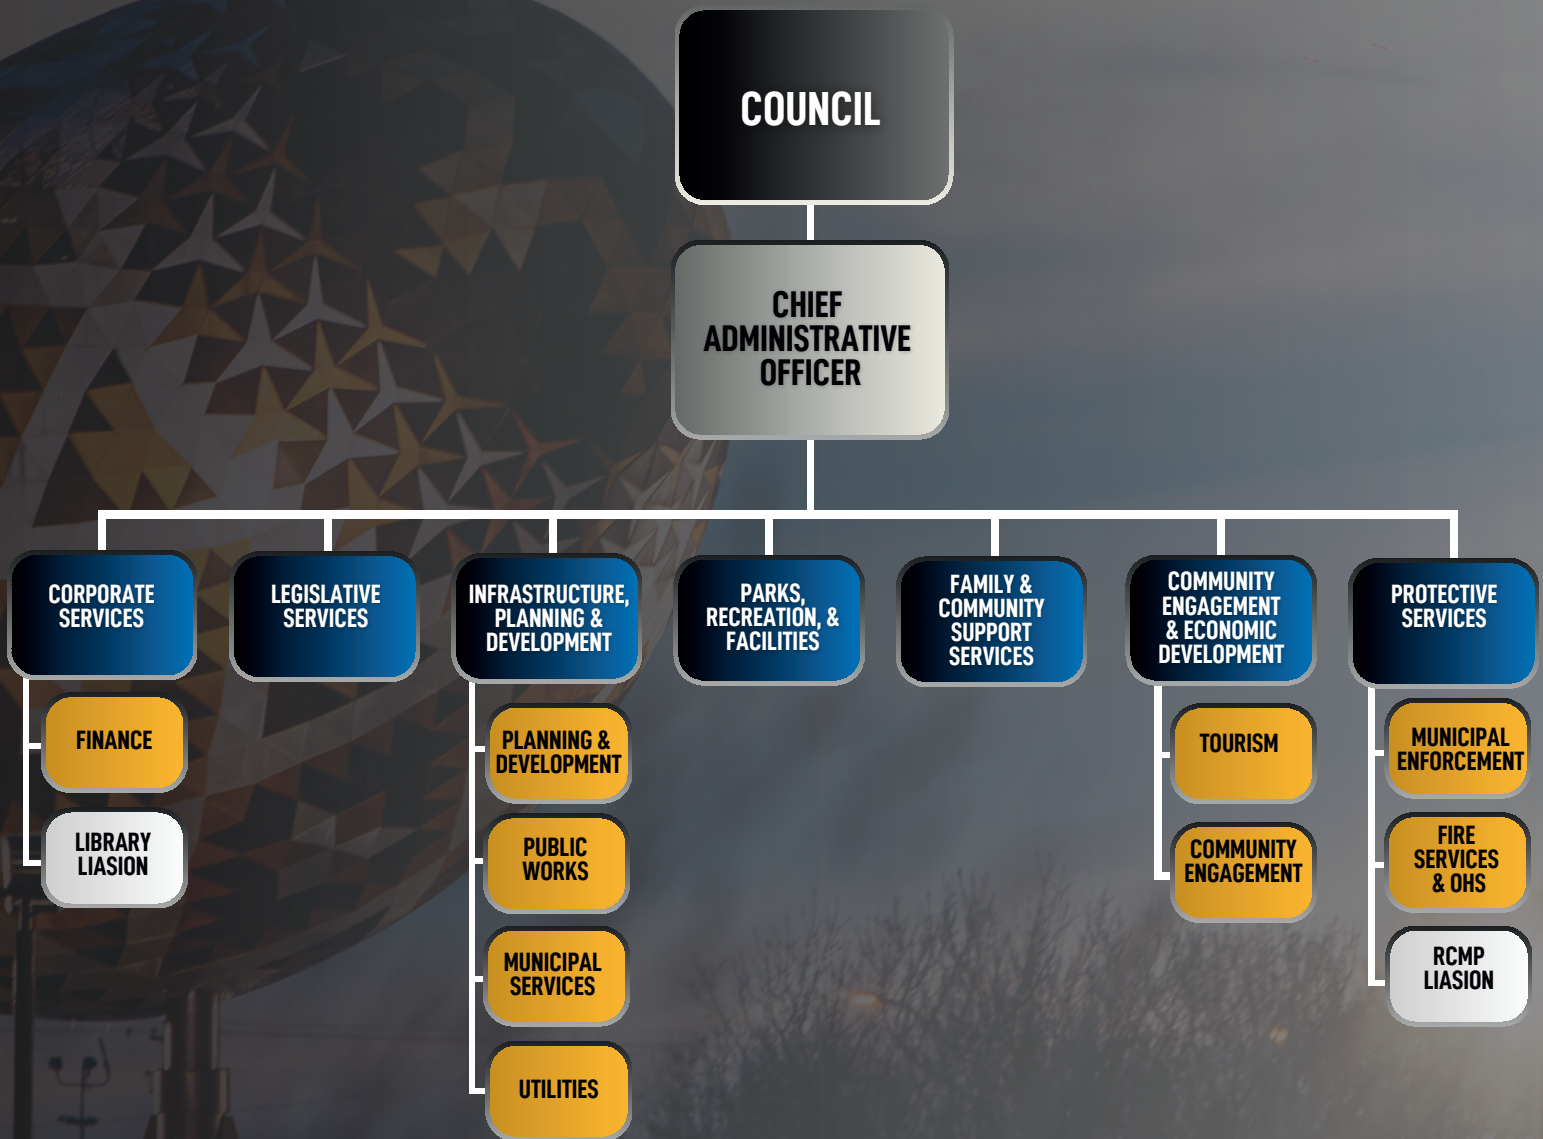 COUNCIL
CHIEF
ADMINISTRATIVE
OFFICER
CORPORATE
SERVICES
LEGISLATIVE
SERVICES
INFRASTRUCTURE,
PLANNING &
DEVELOPMENT
PARKS,
RECREATION, &
FACILITIES
FAMILY &
COMMUNITY
SUPPORT
SERVICES
COMMUNITY
ENGAGEMENT
& ECONOMIC
DEVELOPMENT
PROTECTIVE
SERVICES
FINANCE
LIBRARY
LIASION
PLANNING &
DEVELOPMENT
PUBLIC
WORKS
MUNICIPAL
SERVICES
UTILITIES
TOURISM
COMMUNITY
ENGAGEMENT
MUNICIPAL
ENFORCEMENT
FIRE
SERVICES
& OHS
RCMP
LIASION